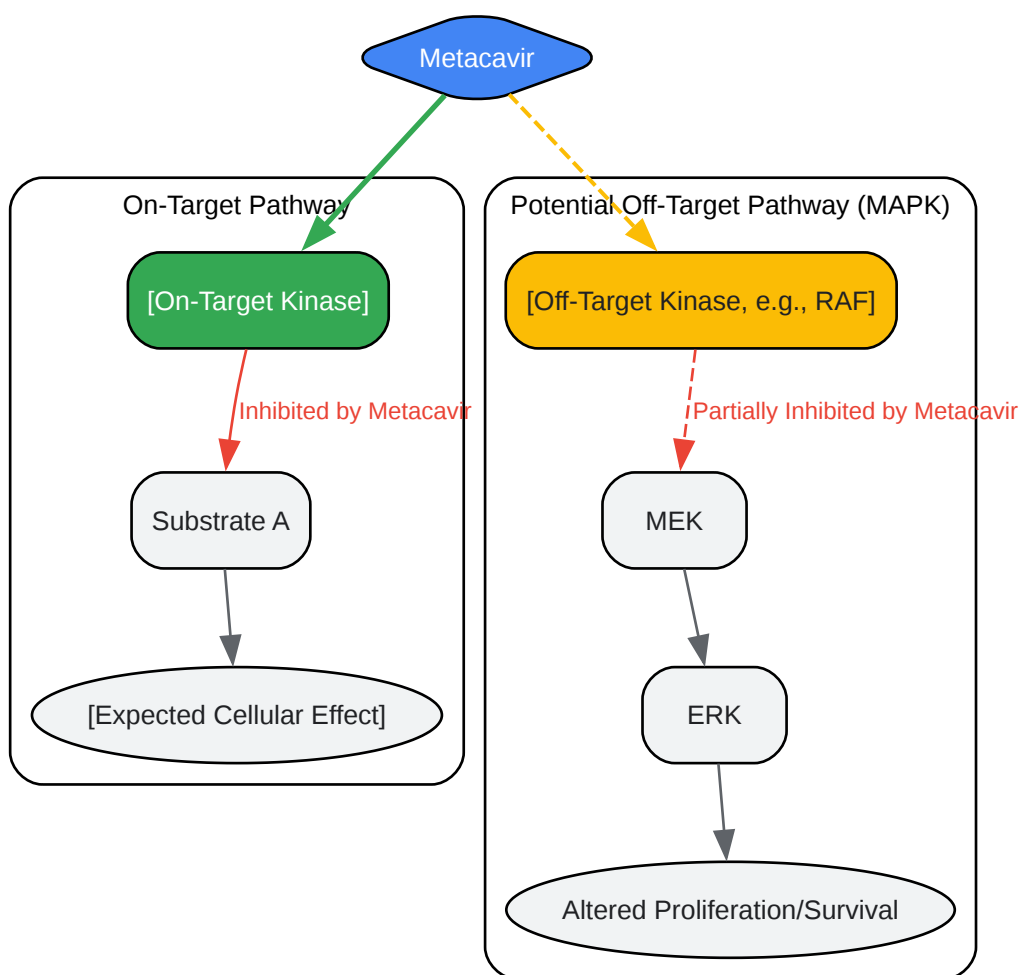 Metacavir
On-Target Pathway
[On-Target Kinase]
Inhibited by Metacavir
Substrate A
[Expected Cellular Effect]
Potential Off-Target Pathway (MAPK)
[Off-Target Kinase, e.g., RAF]
Partially Inhibited by Metacavir
MEK
ERK
Altered Proliferation/Survival